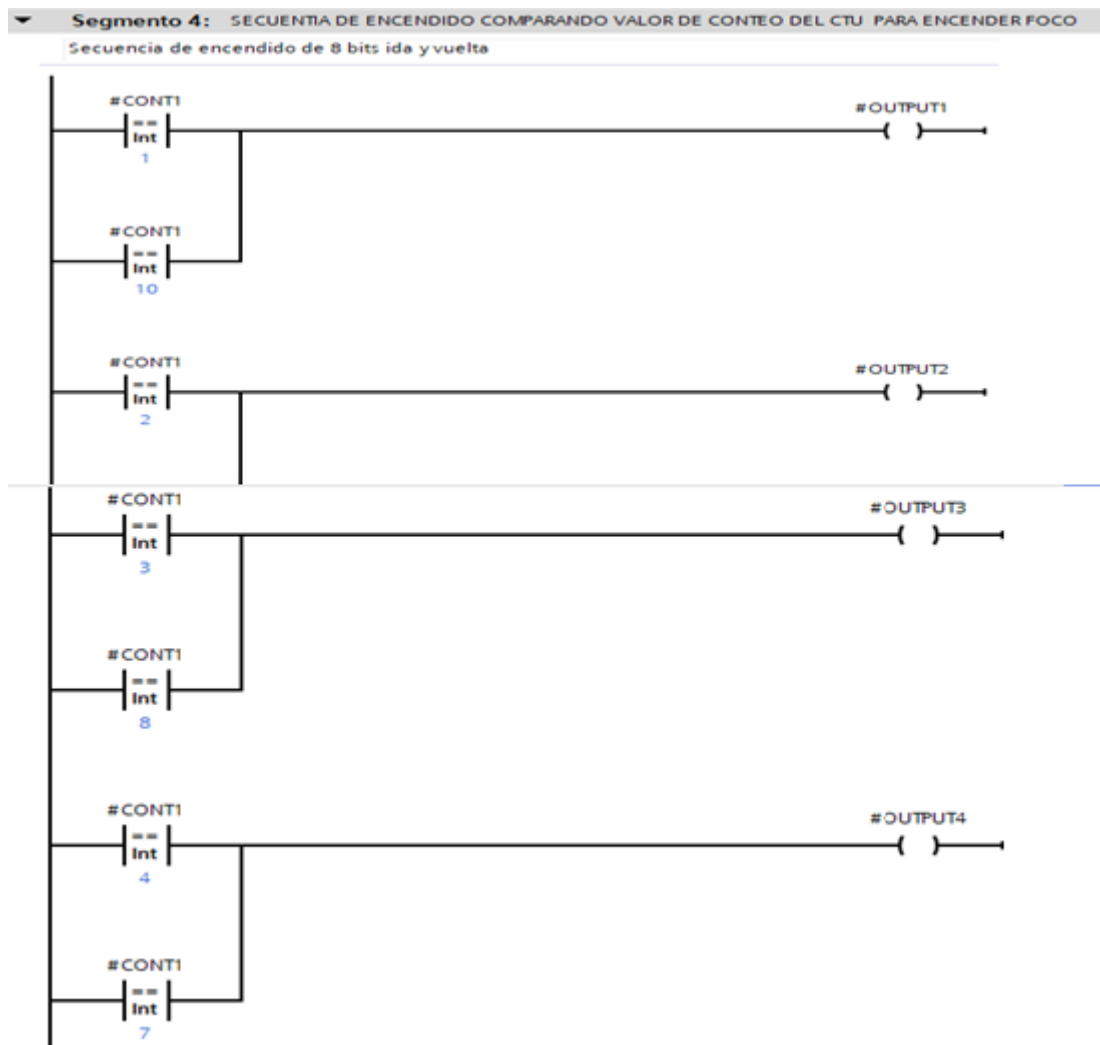 Segmento 4: SECUENTIA DE ENCENDIDO COMPARANDO VALOR DE CONTEO DEL CTU PARA ENCENDER FOCO
Secuencia de encendido de 8 bits ida y vuelta
#CONT1
#OUTPUT1
==
Int
1
#CONT1
==
Int
10
#CONT1
#OUTPUT2
==
Int
2
#CONT1
#OUTPUT3
==
Int
3
#CONT1
==
Int
8
#CONT1
#OUTPUT4
==
Int
4
#CONT1
==
Int
7